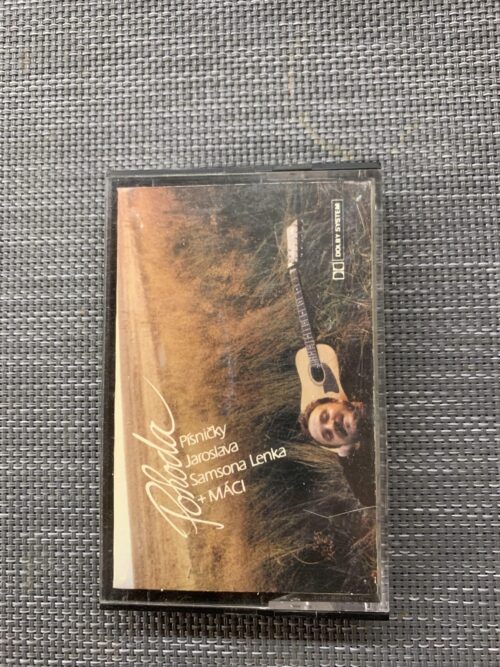 DOLBY SYSTEM
Pohoda
Písničky
Jaroslava
Samsona Lenka
+ MÁCI